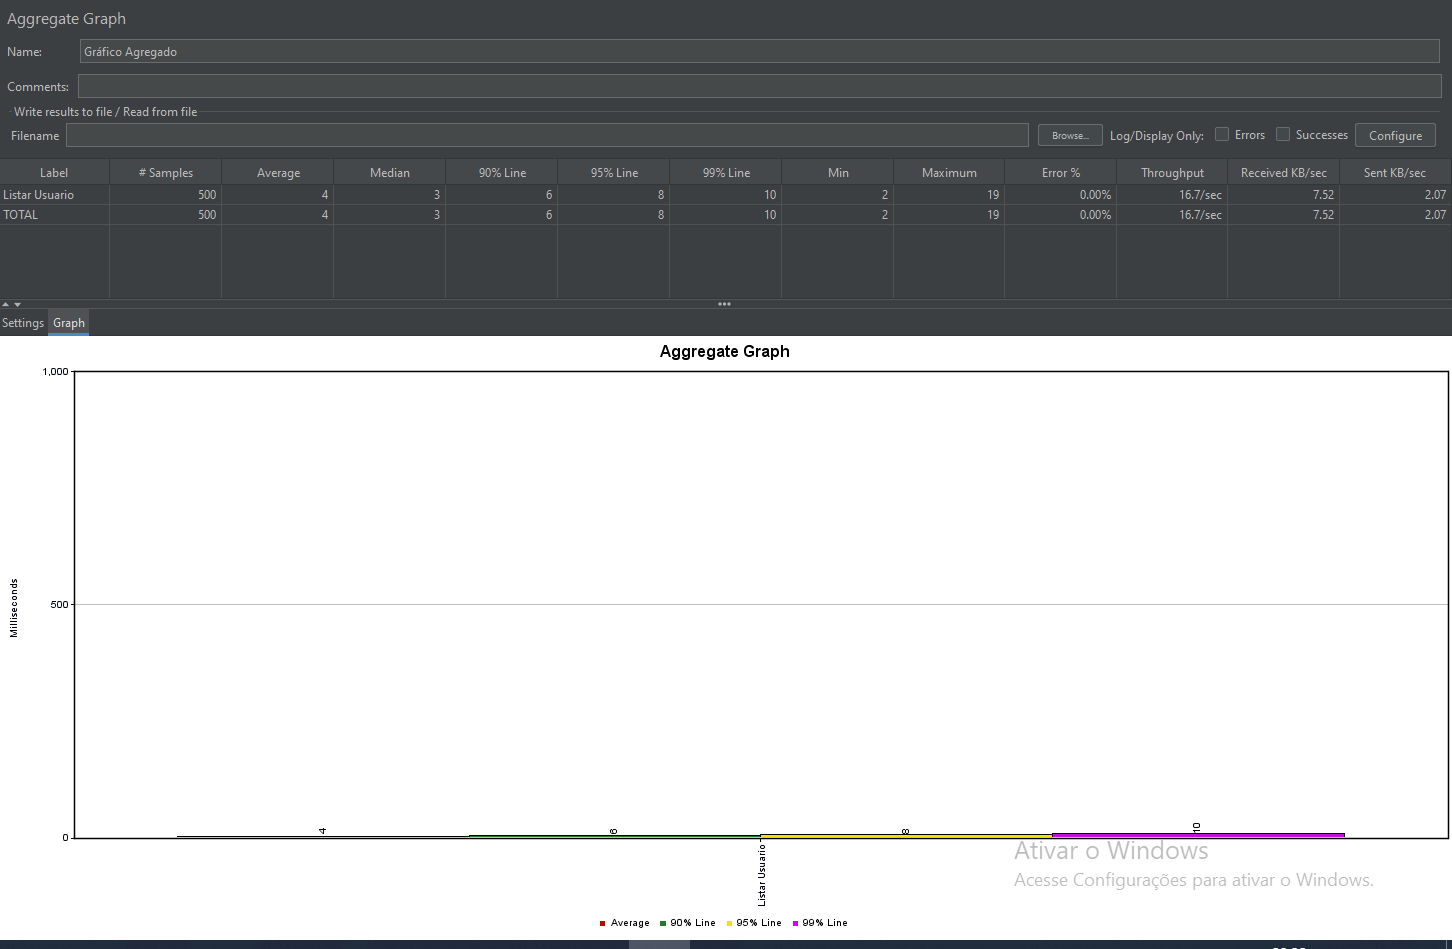 Aggregate Graph
Name: Gráfico Agregado
Comments:
Write results to file / Read from file
Filename Browse... Log/Display Only: Errors Successes Configure
Label # Samples Average Median 90% Line 95% Line 99% Line Min Maximum Error % Throughput Received KB/sec Sent KB/sec
Listar Usuario 500 4 3 6 8 10 2 19 0.00% 16.7/sec 7.52 2.07
TOTAL 500 4 3 6 8 10 2 19 0.00% 16.7/sec 7.52 2.07
Settings Graph
Aggregate Graph
1,000
500
0
Milliseconds
4 6 8 10
Listar Usuario
Average 90% Line 95% Line 99% Line
Ativar o Windows
Acesse Configurações para ativar o Windows.